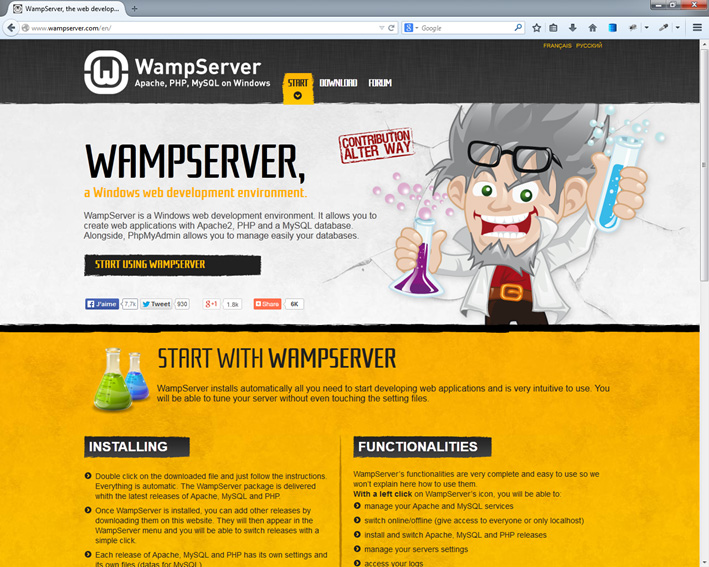 WampServer, the web develop...
www.wampserver.com/en/
Google
FRANÇAIS РУССКИЙ
WampServer
Apache, PHP, MySQL on Windows
START DOWNLOAD FORUM
CONTRIBUTION
ALTER WAY
WAMPSERVER,
a Windows web development environment.
WampServer is a Windows web development environment. It allows you to
create web applications with Apache2, PHP and a MySQL database.
Alongside, PhpMyAdmin allows you to manage easily your databases.
START USING WAMPSERVER
J'aime 7,7k Tweet 930 g+1 1.8k Share 6K
START WITH WAMPSERVER
WampServer installs automatically all you need to start developing web applications and is very intuitive to use. You
will be able to tune your server without even touching the setting files.
INSTALLING
Double click on the downloaded file and just follow the instructions.
Everything is automatic. The WampServer package is delivered
whith the latest releases of Apache, MySQL and PHP.
Once WampServer is installed, you can add other releases by
downloading them on this website. They will then appear in the
WampServer menu and you will be able to switch releases with a
simple click.
Each release of Apache, MySQL and PHP has its own settings and
its own files (datas for MySQL).
FUNCTIONALITIES
WampServer's functionalities are very complete and easy to use so we
won't explain here how to use them.
With a left click on WampServer's icon, you will be able to:
manage your Apache and MySQL services
switch online/offline (give access to everyone or only localhost)
install and switch Apache, MySQL and PHP releases
manage your servers settings
access your logs